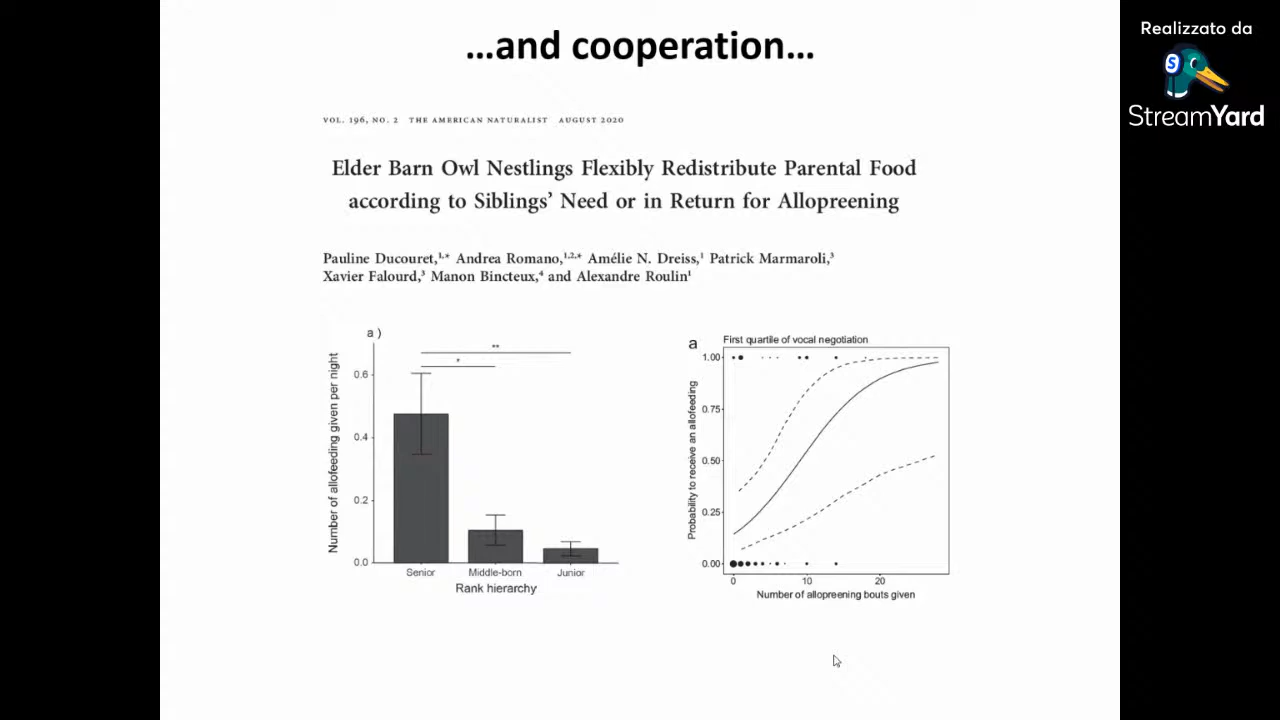 …and cooperation…
Realizzato da
S
StreamYard
VOL. 196, NO. 2 THE AMERICAN NATURALIST AUGUST 2020
Elder Barn Owl Nestlings Flexibly Redistribute Parental Food
according to Siblings’ Need or in Return for Allopreening
Pauline Ducouret,1,* Andrea Romano,1,2,* Amélie N. Dreiss,1 Patrick Marmaroli,3
Xavier Falourd,3 Manon Bincteux,4 and Alexandre Roulin1
a )
**
*
Number of allofeeding given per night
0.6
0.4
0.2
0.0
Senior Middle-born Junior
Rank hierarchy
a
First quartile of vocal negotiation
Probability to receive an allofeeding
1.00
0.75
0.50
0.25
0.00
0 10 20
Number of allopreening bouts given